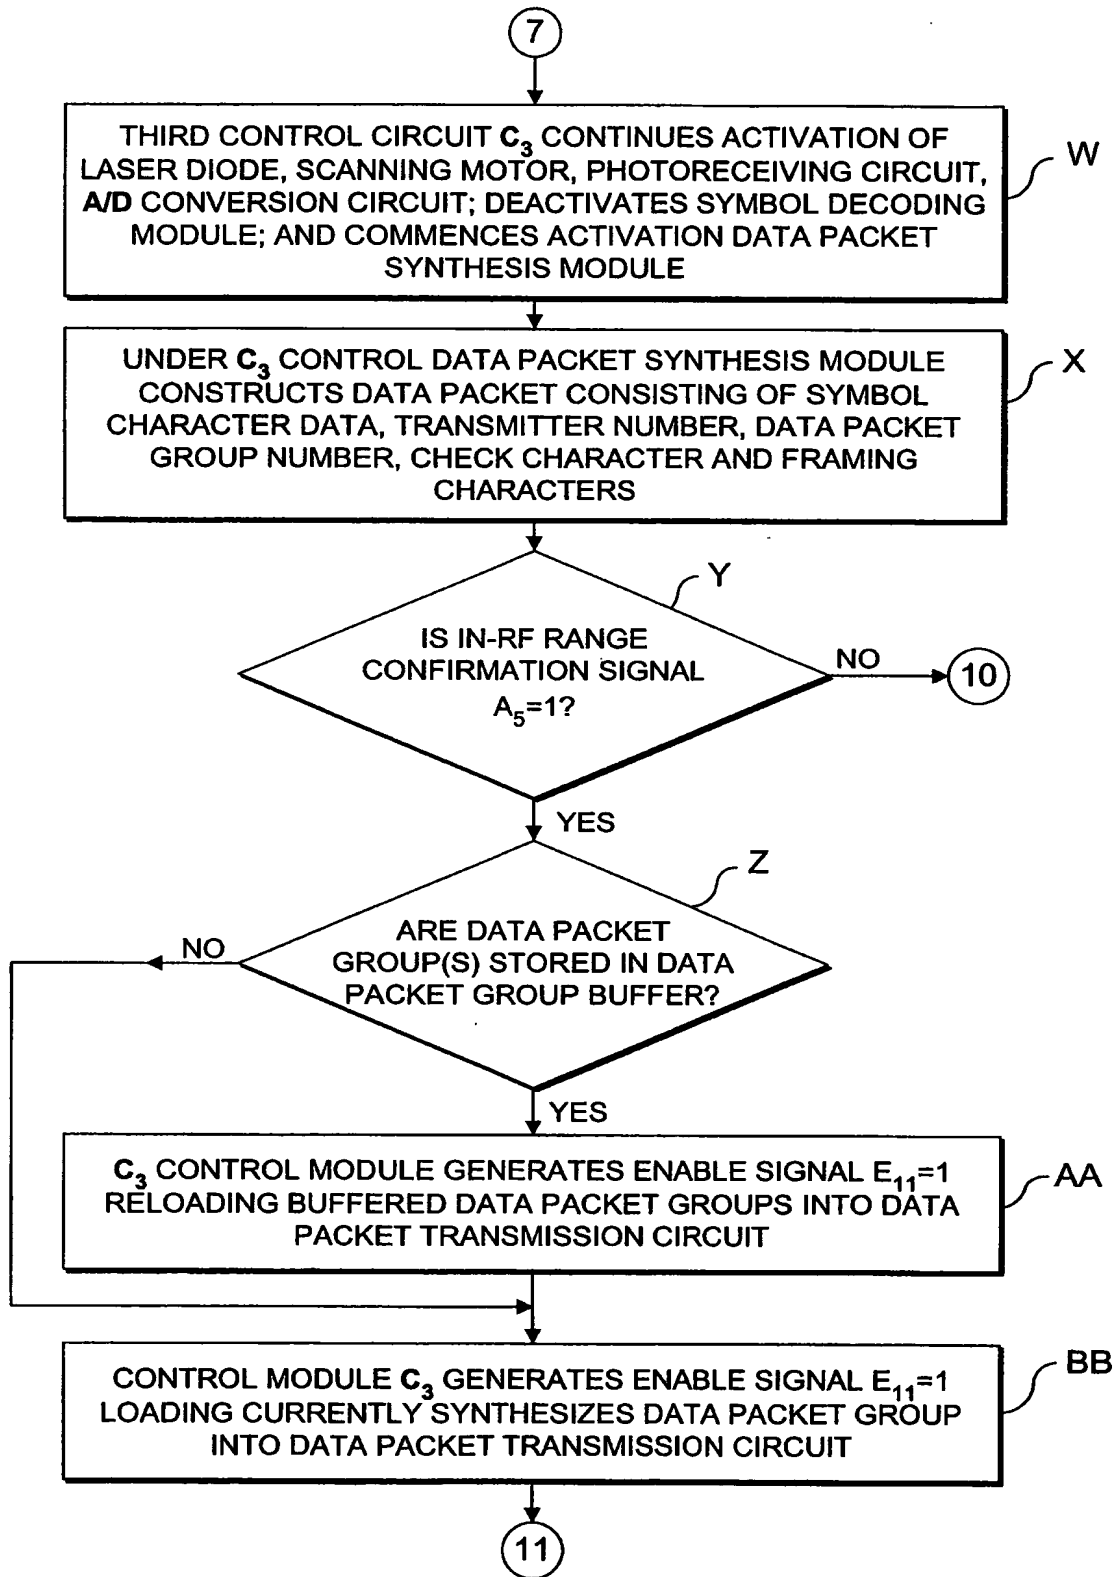 7
THIRD CONTROL CIRCUIT C₃ CONTINUES ACTIVATION OF
LASER DIODE, SCANNING MOTOR, PHOTORECEIVING CIRCUIT,
A/D CONVERSION CIRCUIT; DEACTIVATES SYMBOL DECODING
MODULE; AND COMMENCES ACTIVATION DATA PACKET
SYNTHESIS MODULE
W
UNDER C₃ CONTROL DATA PACKET SYNTHESIS MODULE
CONSTRUCTS DATA PACKET CONSISTING OF SYMBOL
CHARACTER DATA, TRANSMITTER NUMBER, DATA PACKET
GROUP NUMBER, CHECK CHARACTER AND FRAMING
CHARACTERS
X
Y
IS IN-RF RANGE
CONFIRMATION SIGNAL
A₅=1?
NO
10
YES
Z
ARE DATA PACKET
GROUP(S) STORED IN DATA
PACKET GROUP BUFFER?
NO
YES
C₃ CONTROL MODULE GENERATES ENABLE SIGNAL E₁₁=1
RELOADING BUFFERED DATA PACKET GROUPS INTO DATA
PACKET TRANSMISSION CIRCUIT
AA
CONTROL MODULE C₃ GENERATES ENABLE SIGNAL E₁₁=1
LOADING CURRENTLY SYNTHESIZES DATA PACKET GROUP
INTO DATA PACKET TRANSMISSION CIRCUIT
BB
11